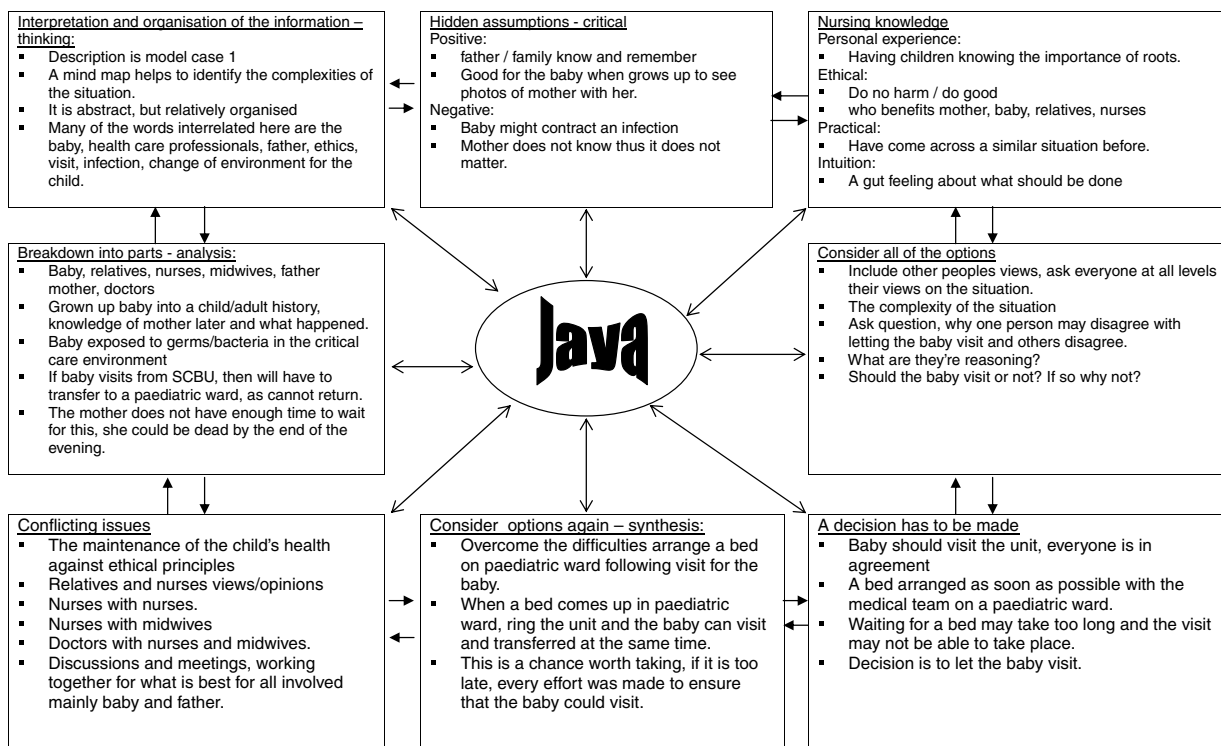 Interpretation and organisation of the information –
thinking:
▪ Description is model case 1
▪ A mind map helps to identify the complexities of
the situation.
▪ It is abstract, but relatively organised
▪ Many of the words interrelated here are the
baby, health care professionals, father, ethics,
visit, infection, change of environment for the
child.
Hidden assumptions - critical
Positive:
▪ father / family know and remember
▪ Good for the baby when grows up to see
photos of mother with her.
Negative:
▪ Baby might contract an infection
▪ Mother does not know thus it does not
matter.
Nursing knowledge
Personal experience:
▪ Having children knowing the importance of roots.
Ethical:
▪ Do no harm / do good
▪ who benefits mother, baby, relatives, nurses
Practical:
▪ Have come across a similar situation before.
Intuition:
▪ A gut feeling about what should be done
Breakdown into parts - analysis:
▪ Baby, relatives, nurses, midwives, father
mother, doctors
▪ Grown up baby into a child/adult history,
knowledge of mother later and what happened.
▪ Baby exposed to germs/bacteria in the critical
care environment
▪ If baby visits from SCBU, then will have to
transfer to a paediatric ward, as cannot return.
▪ The mother does not have enough time to wait
for this, she could be dead by the end of the
evening.
Jaya
Consider all of the options
▪ Include other peoples views, ask everyone at all levels
their views on the situation.
▪ The complexity of the situation
▪ Ask question, why one person may disagree with
letting the baby visit and others disagree.
▪ What are they're reasoning?
▪ Should the baby visit or not? If so why not?
Conflicting issues
▪ The maintenance of the child's health
against ethical principles
▪ Relatives and nurses views/opinions
▪ Nurses with nurses.
▪ Nurses with midwives
▪ Doctors with nurses and midwives.
▪ Discussions and meetings, working
together for what is best for all involved
mainly baby and father.
Consider options again – synthesis:
▪ Overcome the difficulties arrange a bed
on paediatric ward following visit for the
baby.
▪ When a bed comes up in paediatric
ward, ring the unit and the baby can visit
and transferred at the same time.
▪ This is a chance worth taking, if it is too
late, every effort was made to ensure
that the baby could visit.
A decision has to be made
▪ Baby should visit the unit, everyone is in
agreement
▪ A bed arranged as soon as possible with the
medical team on a paediatric ward.
▪ Waiting for a bed may take too long and the visit
may not be able to take place.
▪ Decision is to let the baby visit.